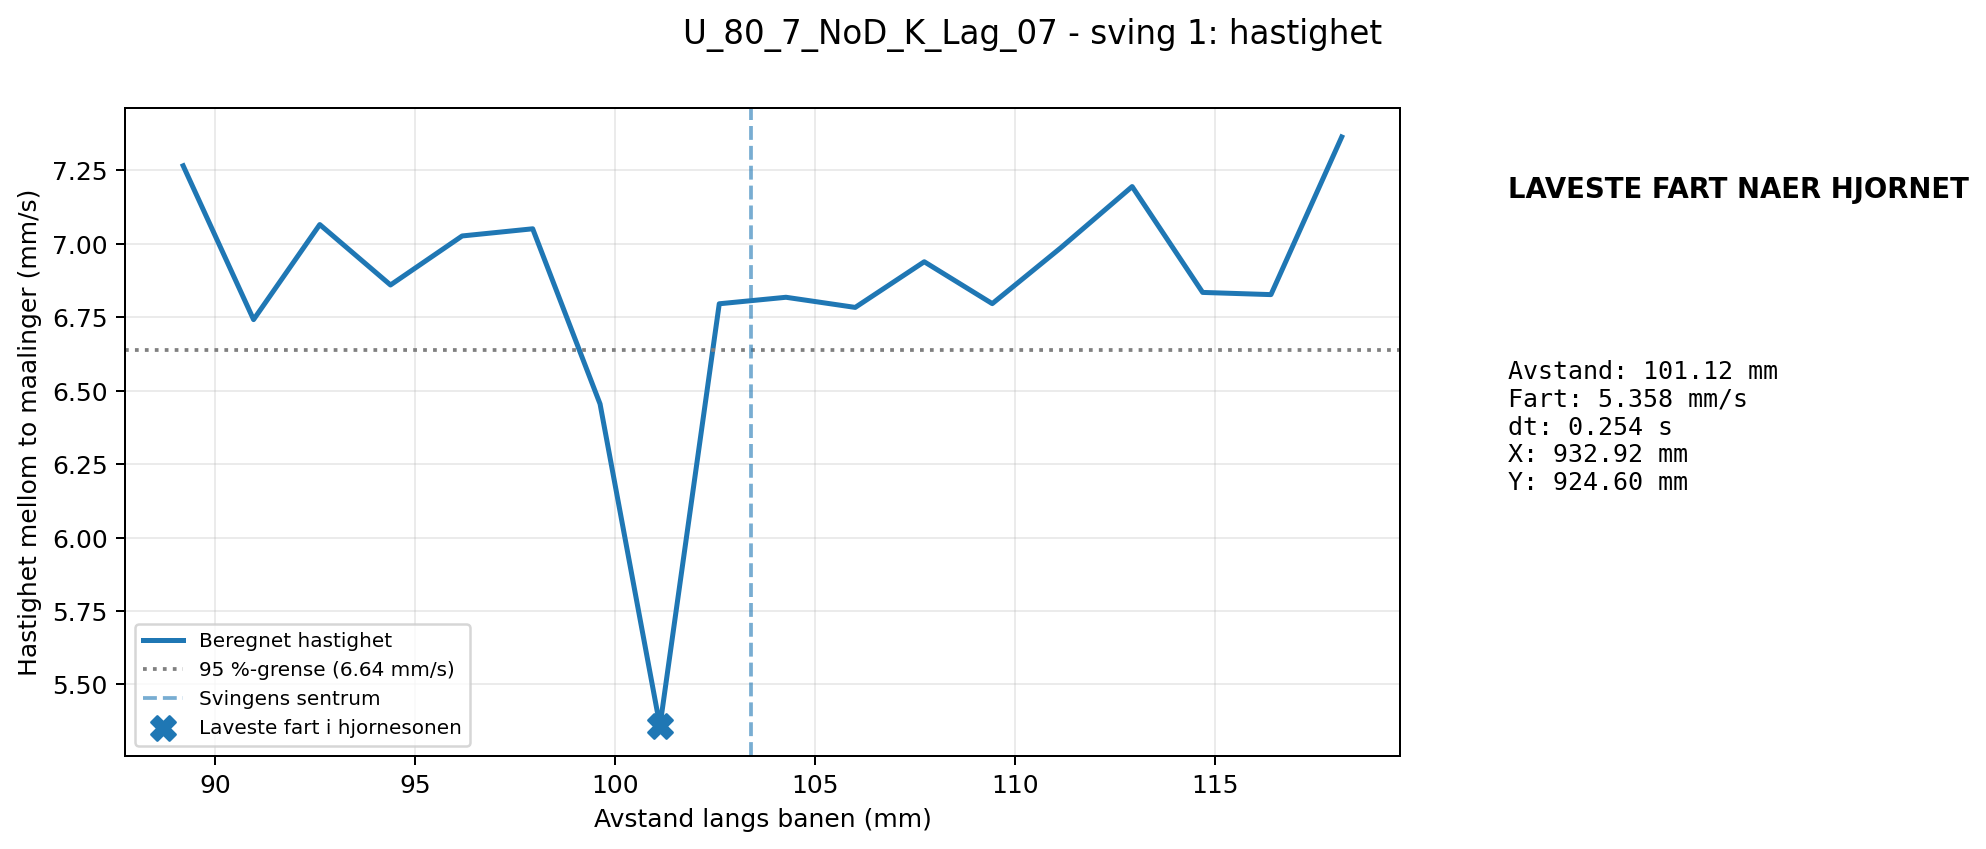 U_80_7_NoD_K_Lag_07 - sving 1: hastighet
Hastighet mellom to maalinger (mm/s)
7.25
7.00
6.75
6.50
6.25
6.00
5.75
5.50
Beregnet hastighet
95 %-grense (6.64 mm/s)
Svingens sentrum
Laveste fart i hjornesonen
90
95
100
105
110
115
Avstand langs banen (mm)
LAVESTE FART NAER HJORNET
Avstand: 101.12 mm
Fart: 5.358 mm/s
dt: 0.254 s
X: 932.92 mm
Y: 924.60 mm